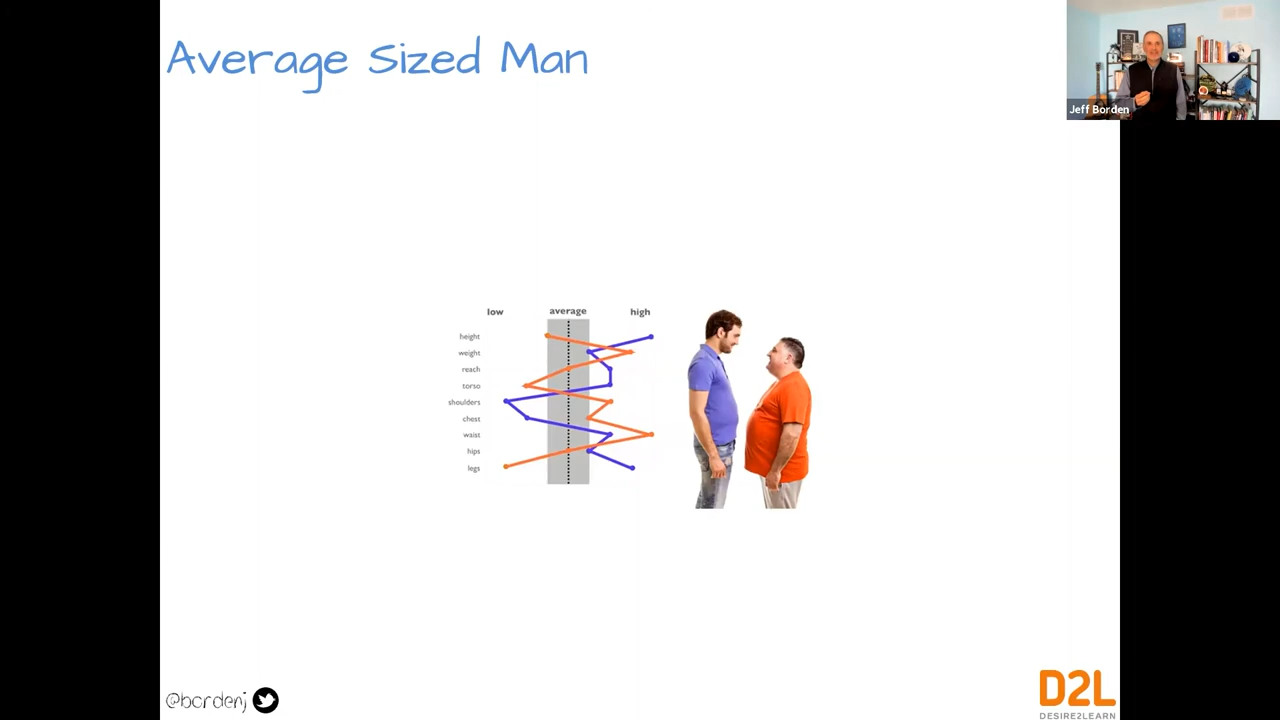 Average Sized Man
Jeff Borden
low average high
height
weight
reach
torso
shoulders
chest
waist
hips
legs
@bordenj
D2L
DESIRE2LEARN